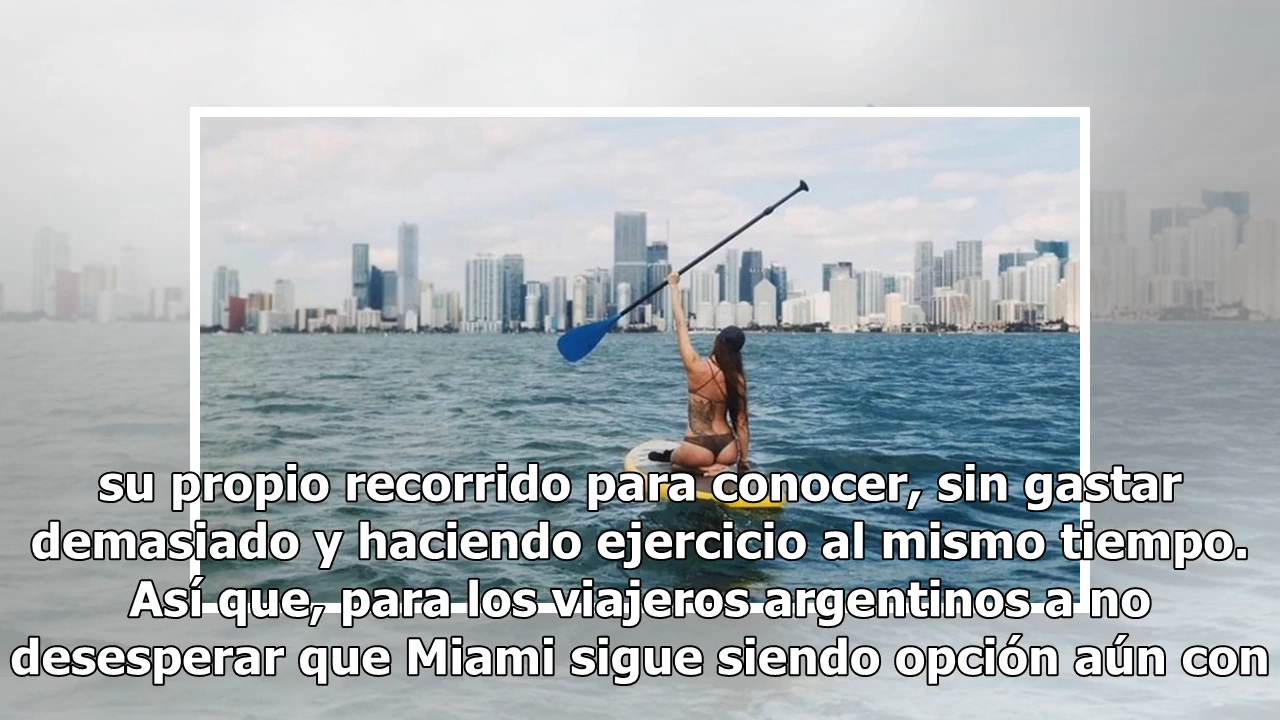 su propio recorrido para conocer, sin gastar
demasiado y haciendo ejercicio al mismo tiempo.
Así que, para los viajeros argentinos a no
desesperar que Miami sigue siendo opción aún con